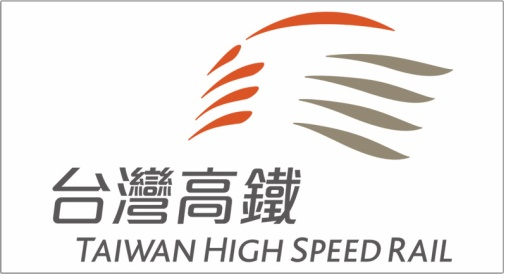 台灣高鐵
TAIWAN HIGH SPEED RAIL